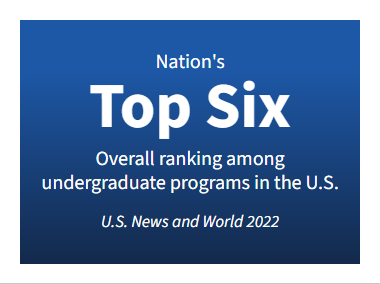 Nation's
Top Six
Overall ranking among
undergraduate programs in the U.S.
U.S. News and World 2022